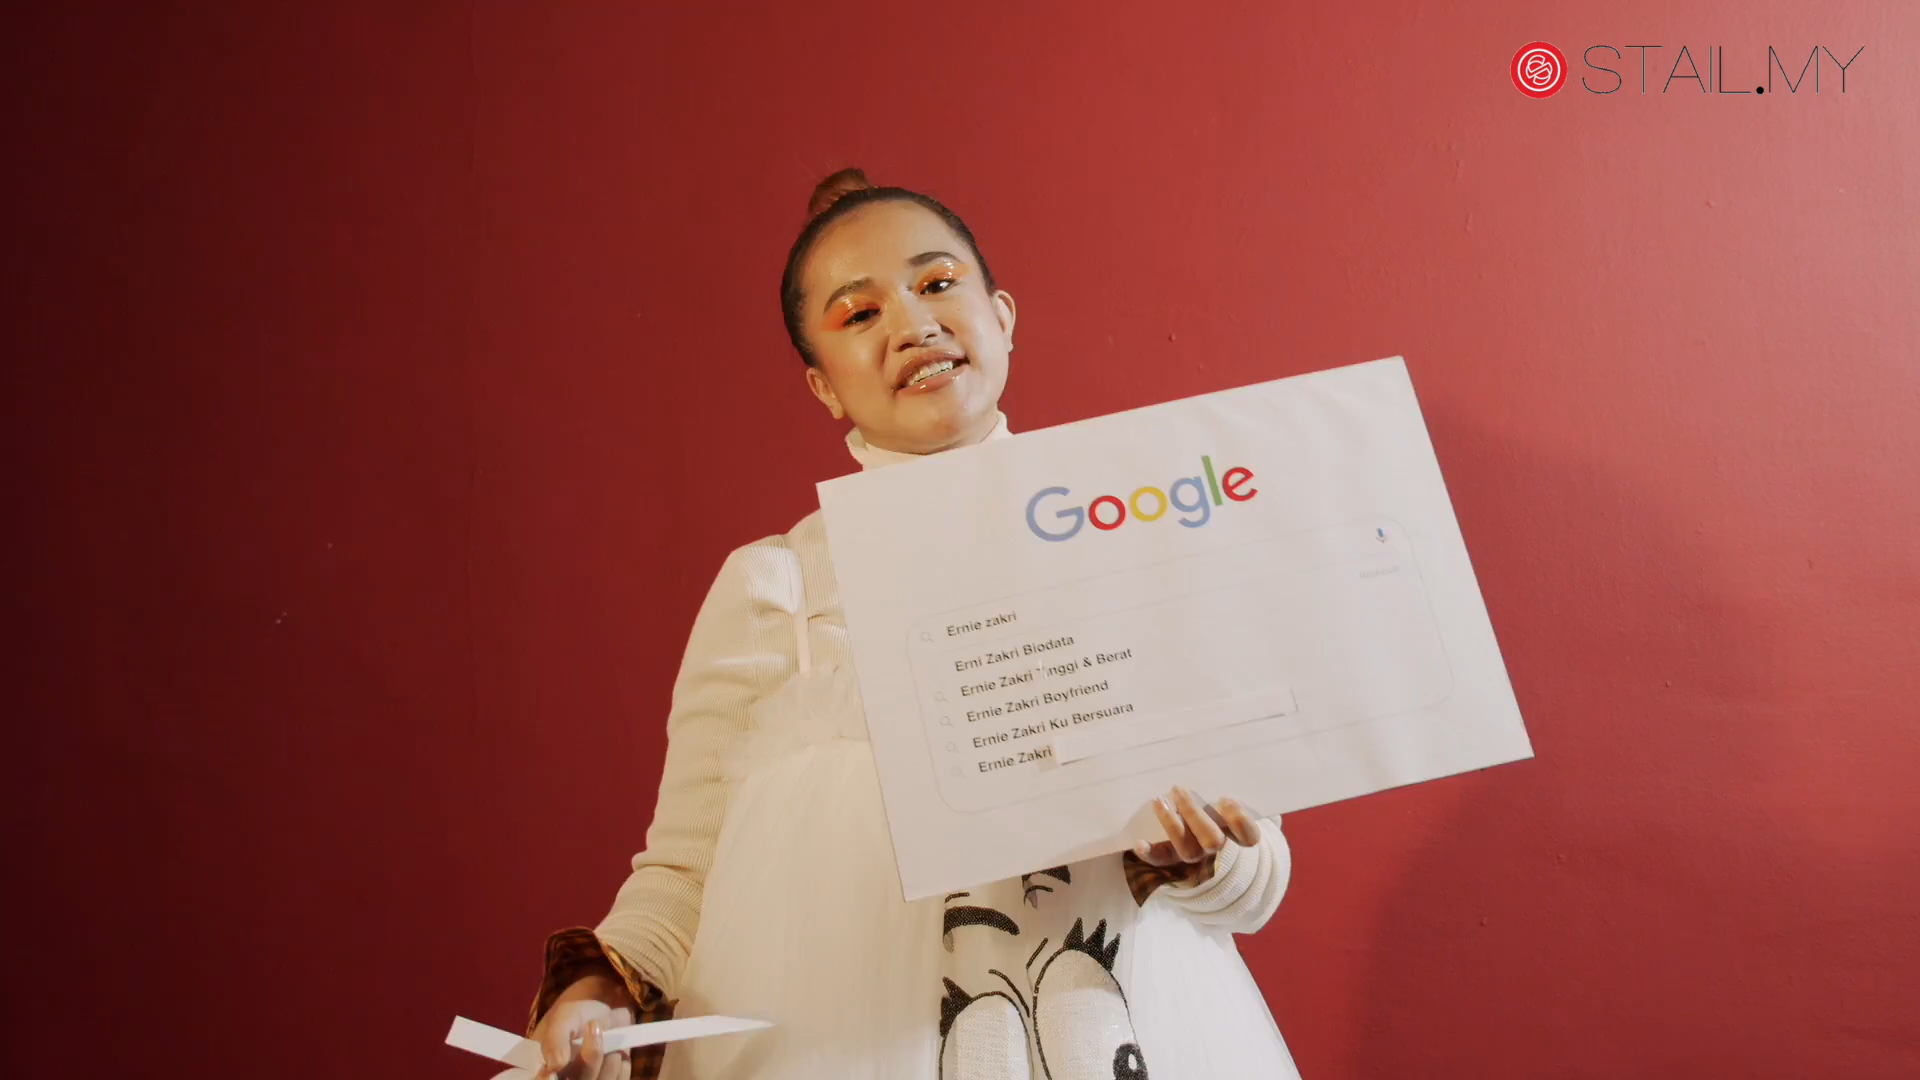 STAIL.MY
Google
Ernie zakri
Erni Zakri Biodata
Ernie Zakri Tinggi & Berat
Ernie Zakri Boyfriend
Ernie Zakri Ku Bersuara
Ernie Zakri